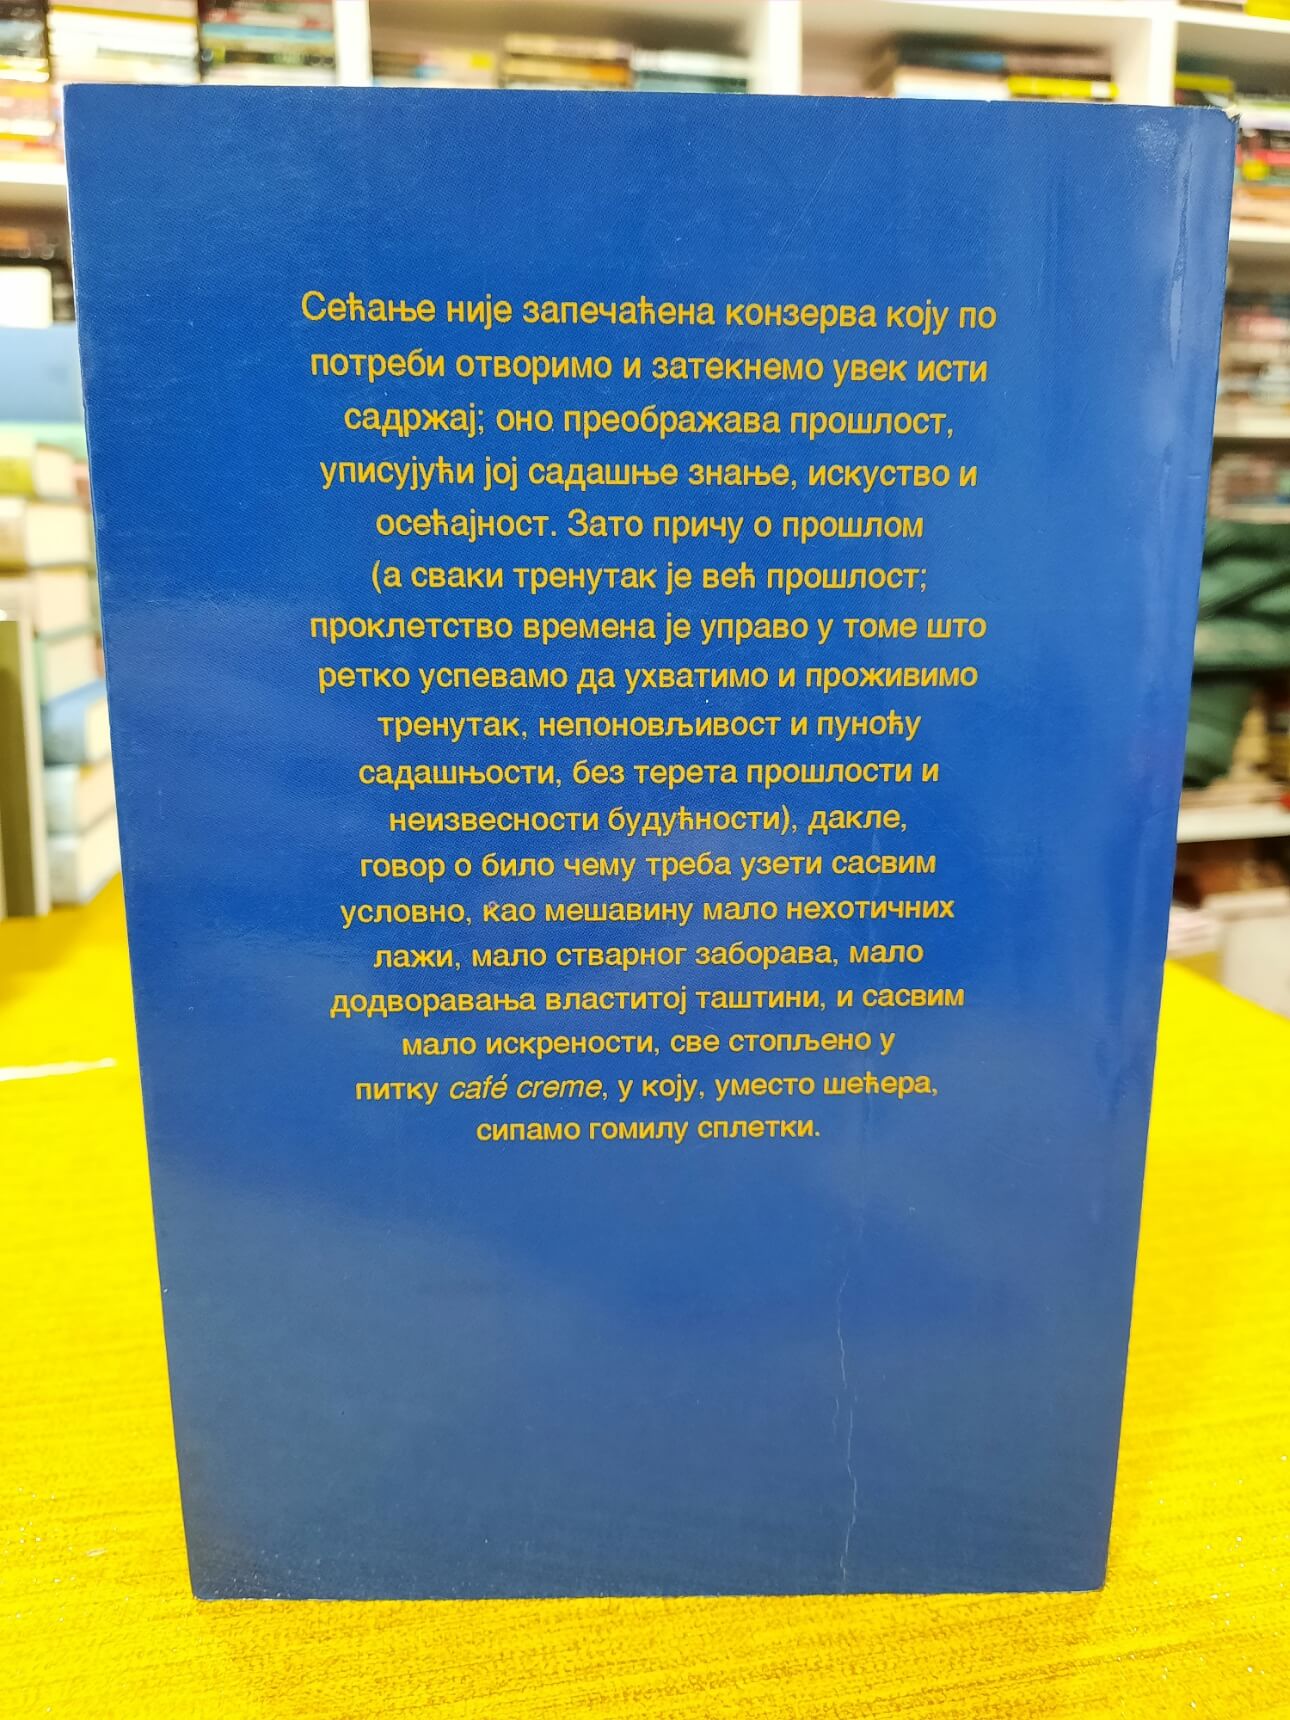 Сећање није запечаћена конзерва коју по
потреби отворимо и затекнемо увек исти
садржај; оно преображава прошлост,
уписујући јој садашње знање, искуство и
осећајност. Зато причу о прошлом
(а сваки тренутак је већ прошлост;
проклетство времена је управо у томе што
ретко успевамо да ухватимо и проживимо
тренутак, непоновљивост и пуноћу
садашњости, без терета прошлости и
неизвесности будућности), дакле,
говор о било чему треба узети сасвим
условно, као мешавину мало нехотичних
лажи, мало стварног заборава, мало
додворавања властитој таштини, и сасвим
мало искрености, све стопљено у
питку café creme, у коју, уместо шећера,
сипамо гомилу сплетки.